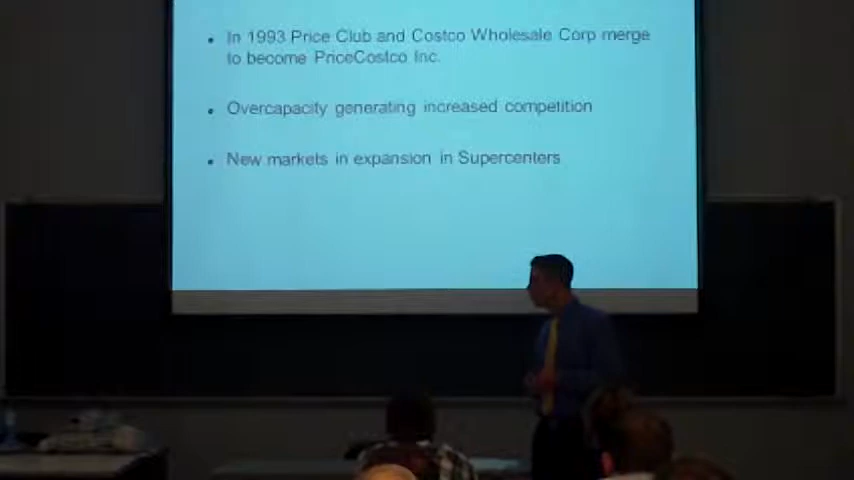 • In 1993 Price Club and Costco Wholesale Corp merge
to become PriceCostco Inc.
• Overcapacity generating increased competition
• New markets in expansion in Supercenters